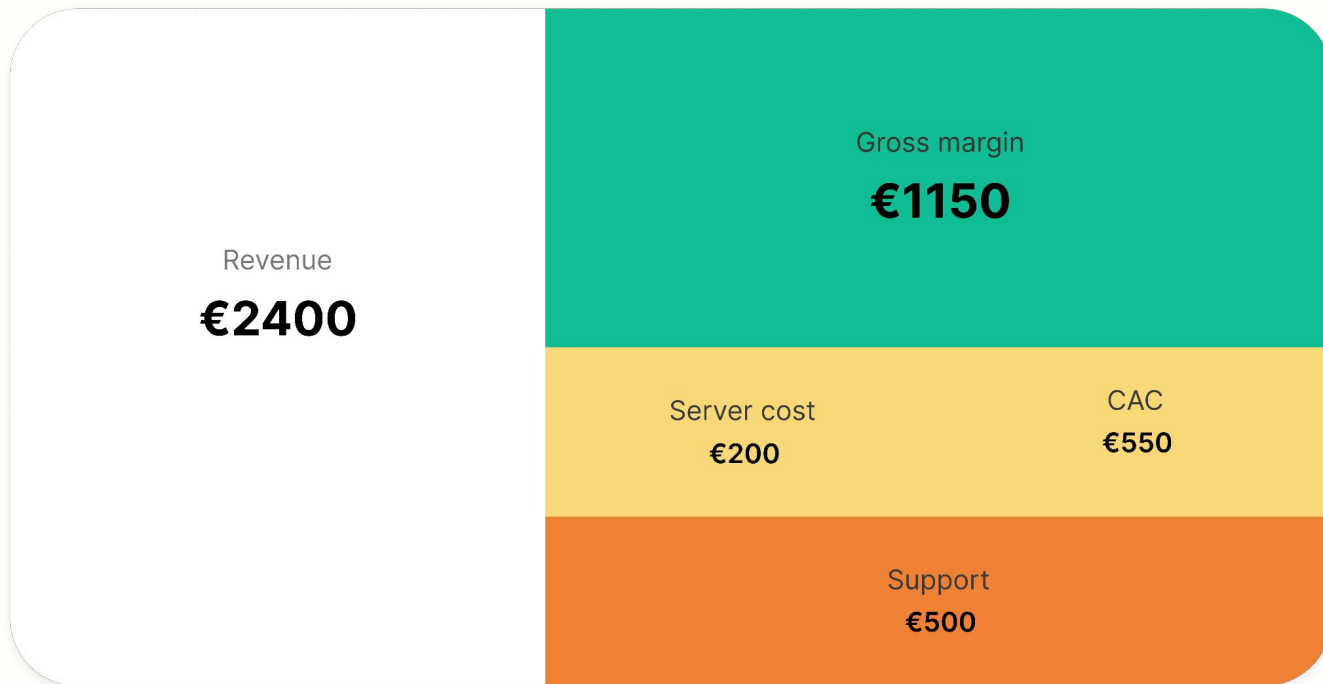 Revenue
€2400
Gross margin
€1150
Server cost
€200
CAC
€550
Support
€500